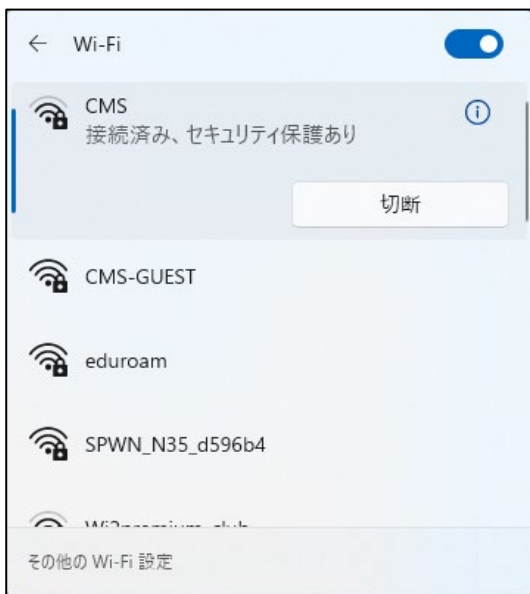 Wi-Fi
CMS
接続済み、セキュリティ保護あり
切断
CMS-GUEST
eduroam
SPWN_N35_d596b4
Wi2premium_club
その他の Wi-Fi 設定